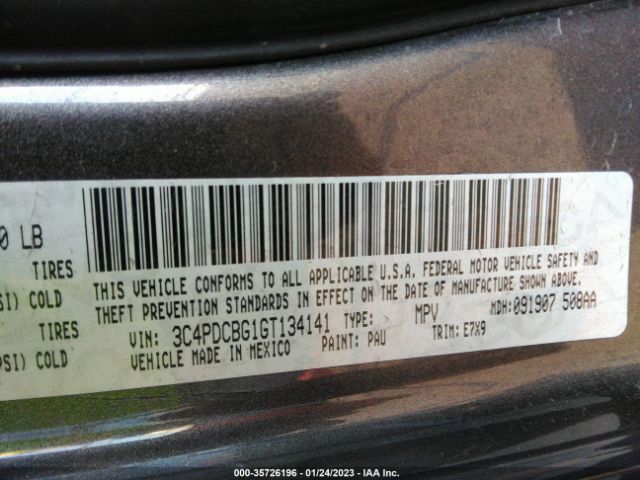 0 LB
TIRES
SI) COLD
TIRES
PSI) COLD
THIS VEHICLE CONFORMS TO ALL APPLICABLE U.S.A. FEDERAL MOTOR VEHICLE SAFETY AND
THEFT PREVENTION STANDARDS IN EFFECT ON THE DATE OF MANUFACTURE SHOWN ABOVE.
VIN: 3C4PDCBG1GT134141 TYPE: MPV MDH: 091907 508AA
VEHICLE MADE IN MEXICO PAINT: PAU TRIM: E7X9
000-35726196 - 01/24/2023 - IAA Inc.